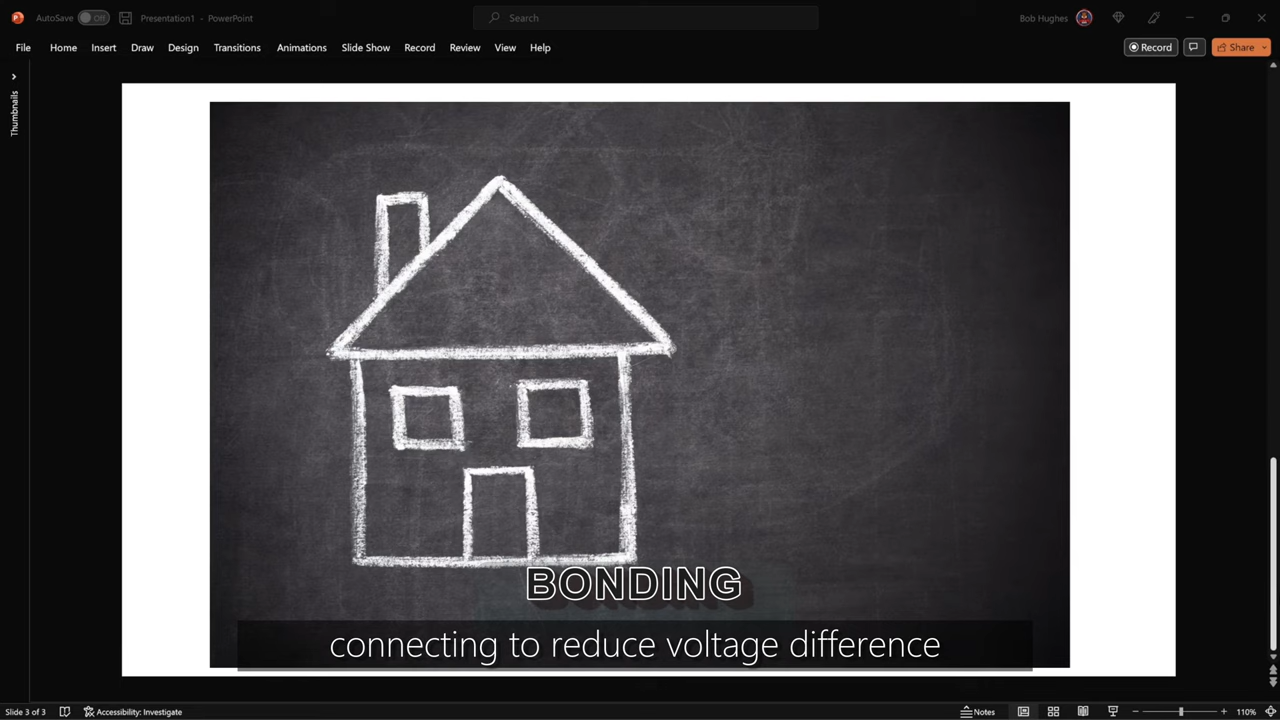 AutoSave
Off
Presentation1 - PowerPoint
Search
Bob Hughes
File
Home
Insert
Draw
Design
Transitions
Animations
Slide Show
Record
Review
View
Help
Record
Share
Thumbnails
BONDING
connecting to reduce voltage difference
Slide 3 of 3
Accessibility: Investigate
Notes
110%